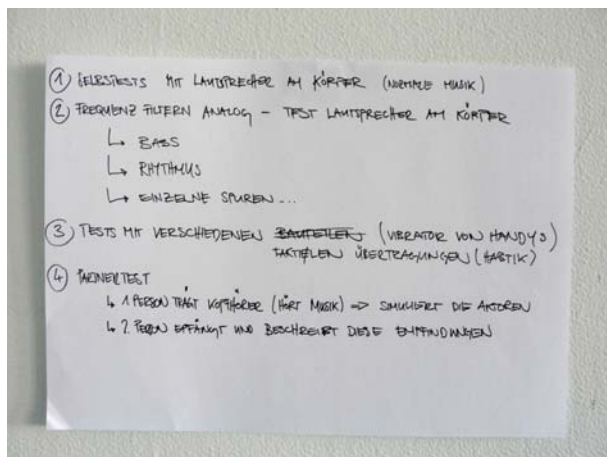 ① SELBSTESTS MIT LAUTSPRECHER AM KÖRPER (NORMALE MUSIK)
② FREQUENZ FILTERN ANALOG - TEST LAUTSPRECHER AM KÖRPER
↳ BASS
↳ RHYTHMUS
↳ EINZELNE SPUREN...
③ TESTS MIT VERSCHIEDENEN BAUTEILEN (VIBRATOR VON HANDYS)
TAKTIELEN ÜBERTRAGUNGEN (HAPTIK)
④ PARTNERTEST
↳ 1. PERSON TRÄGT KOPFHÖRER (HÖRT MUSIK) => SIMULIERT DIE AKTOREN
↳ 2. PERSON EMPFÄNGT UND BESCHREIBT DIESE EMPFINDUNGEN